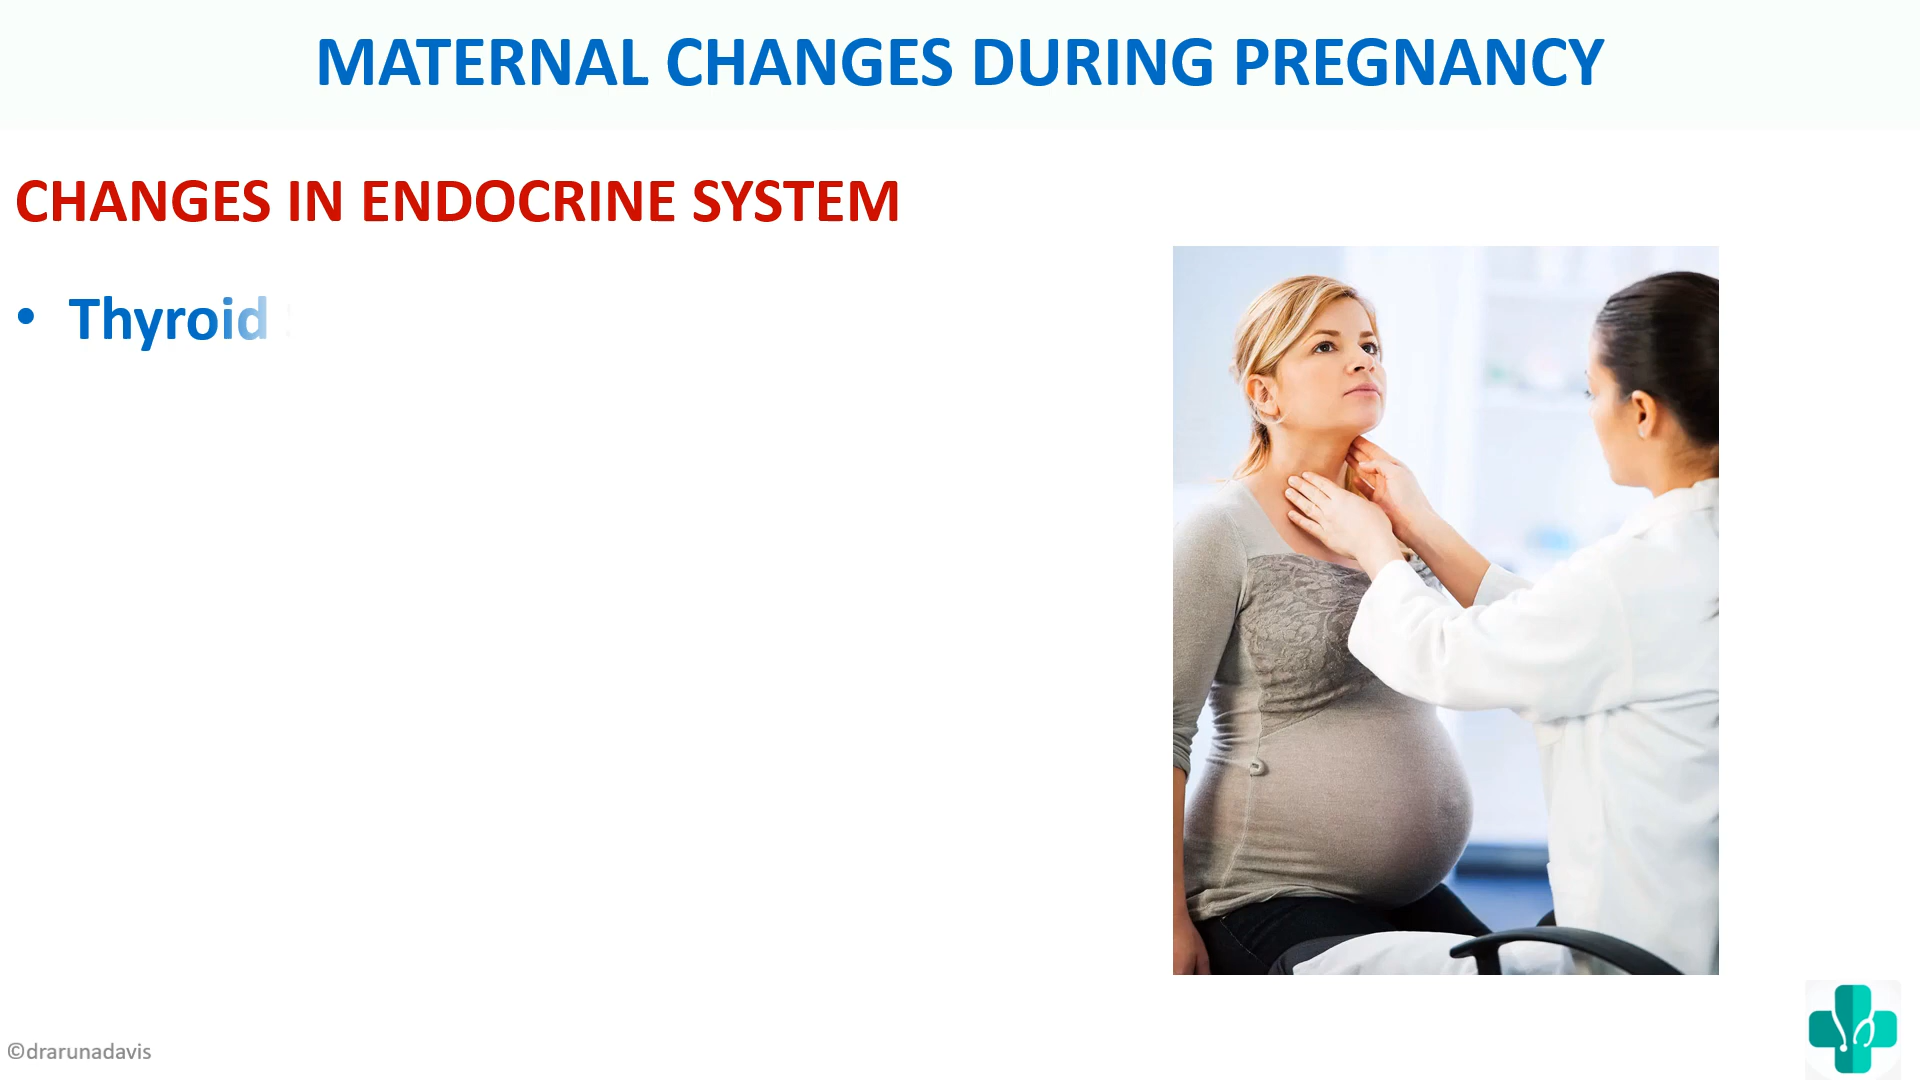 MATERNAL CHANGES DURING PREGNANCY
CHANGES IN ENDOCRINE SYSTEM
• Thyroid
©drarunadavis